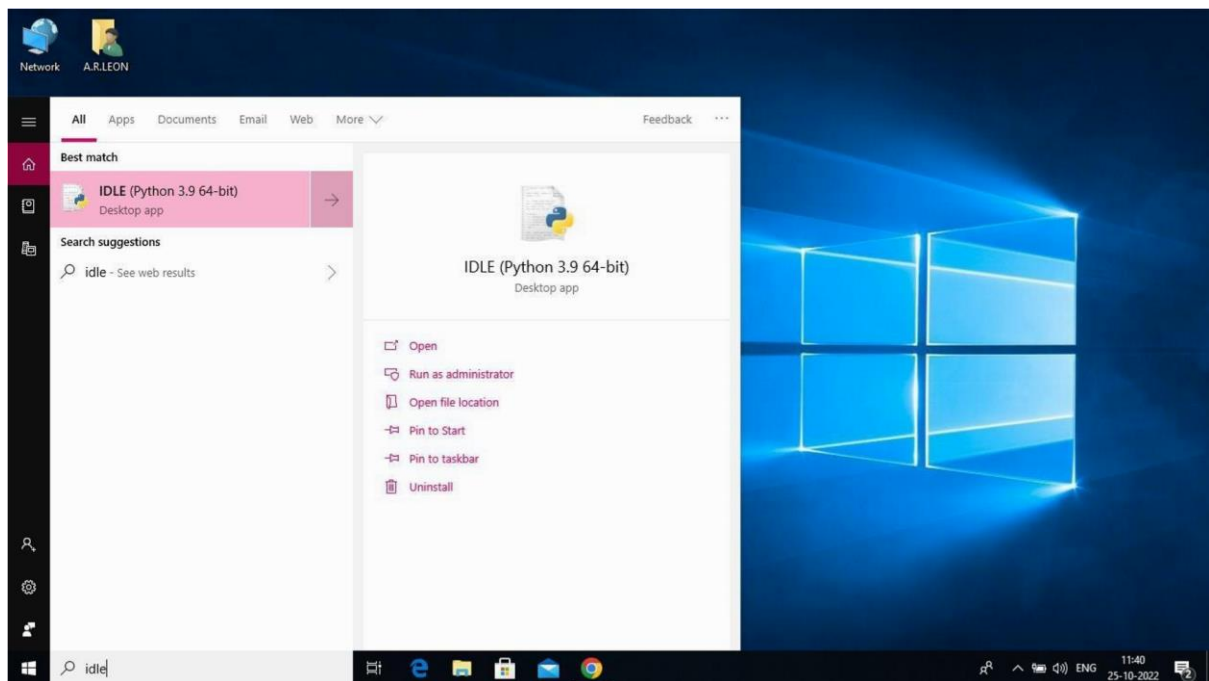 Network
A.R.LEON
All Apps Documents Email Web More Feedback ...
Best match
IDLE (Python 3.9 64-bit)
Desktop app
Search suggestions
idle - See web results
IDLE (Python 3.9 64-bit)
Desktop app
Open
Run as administrator
Open file location
Pin to Start
Pin to taskbar
Uninstall
idle
ENG
11:40
25-10-2022
2